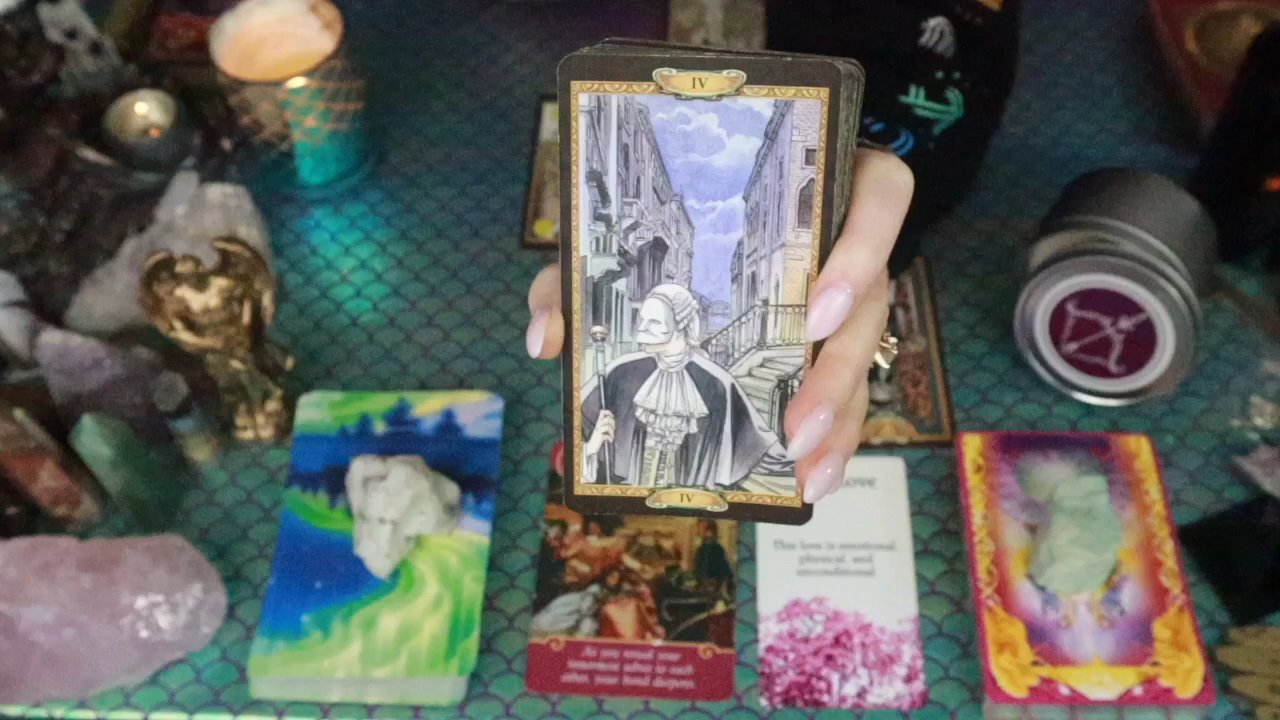 IV
IV
LOVE
This love is emotional,
physical, and
unconditional.
As you reveal your
innermost selves to each
other, your bond deepens.